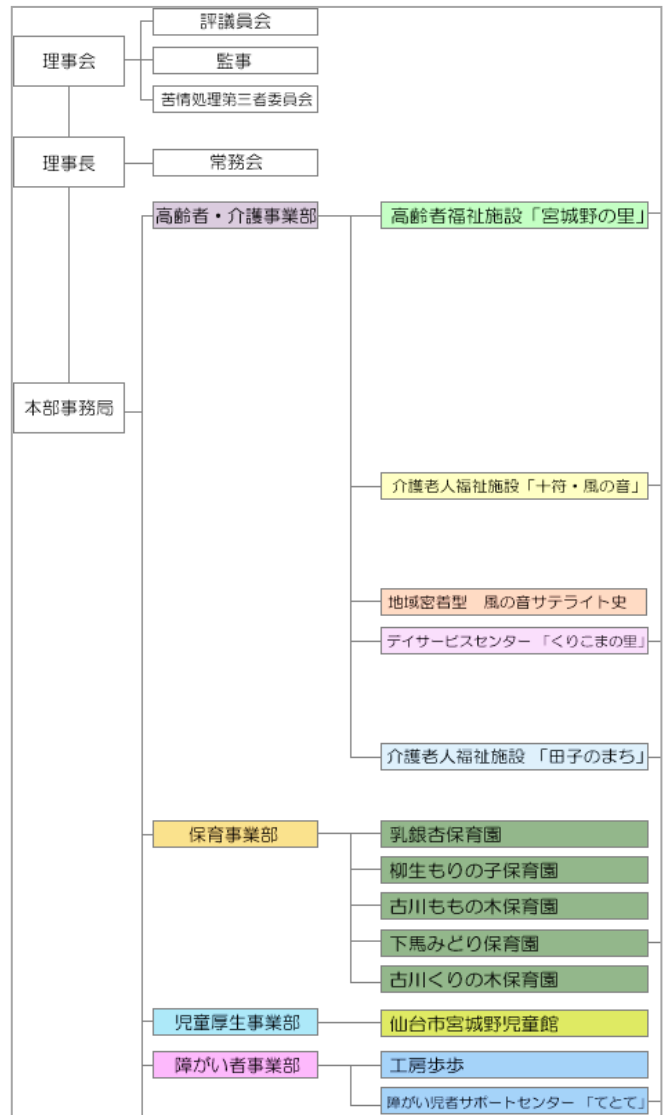 評議員会
理事会
監事
苦情処理第三者委員会
理事長
常務会
高齢者・介護事業部
高齢者福祉施設「宮城野の里」
本部事務局
介護老人福祉施設「十符・風の音」
地域密着型 風の音サテライト史
デイサービスセンター「くりこまの里」
介護老人福祉施設「田子のまち」
保育事業部
乳銀杏保育園
柳生もりの子保育園
古川ももの木保育園
下馬みどり保育園
古川くりの木保育園
児童厚生事業部
仙台市宮城野児童館
障がい者事業部
工房歩歩
障がい児者サポートセンター「てとて」